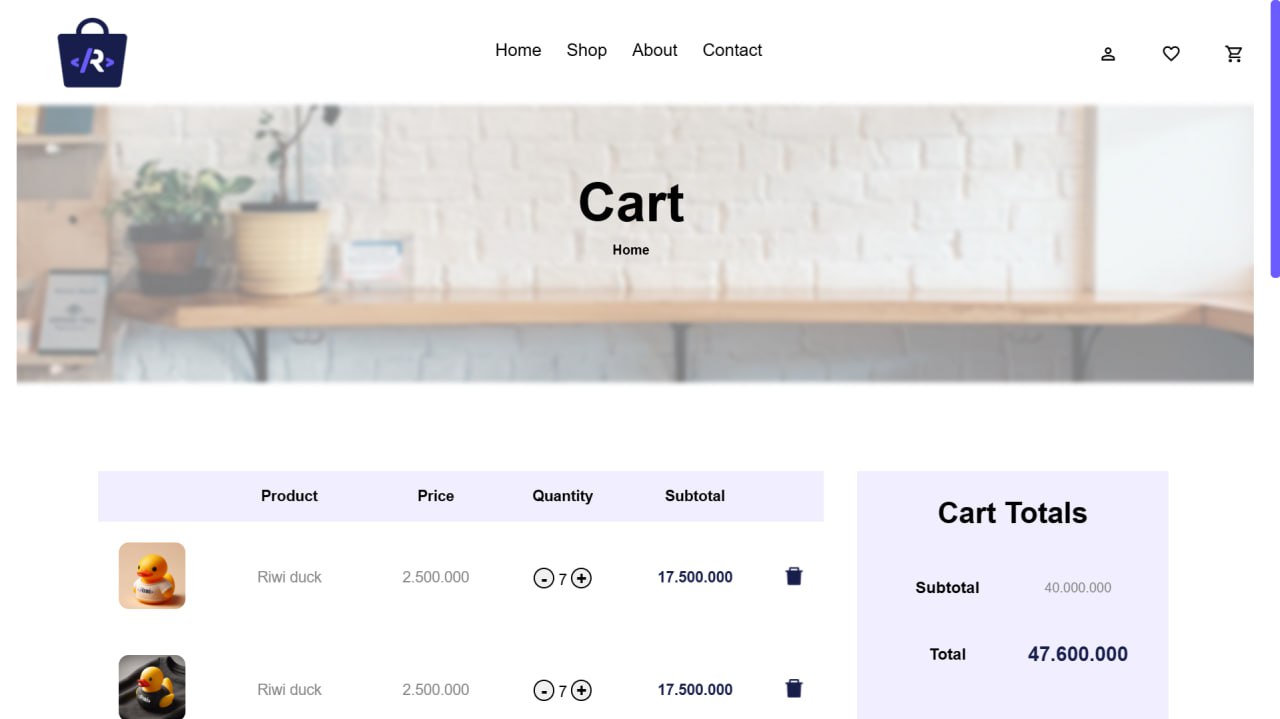 </R>
Home Shop About Contact
Cart
Home
Product Price Quantity Subtotal
Riwi duck 2.500.000 - 7 + 17.500.000
Riwi duck 2.500.000 - 7 + 17.500.000
Cart Totals
Subtotal 40.000.000
Total 47.600.000